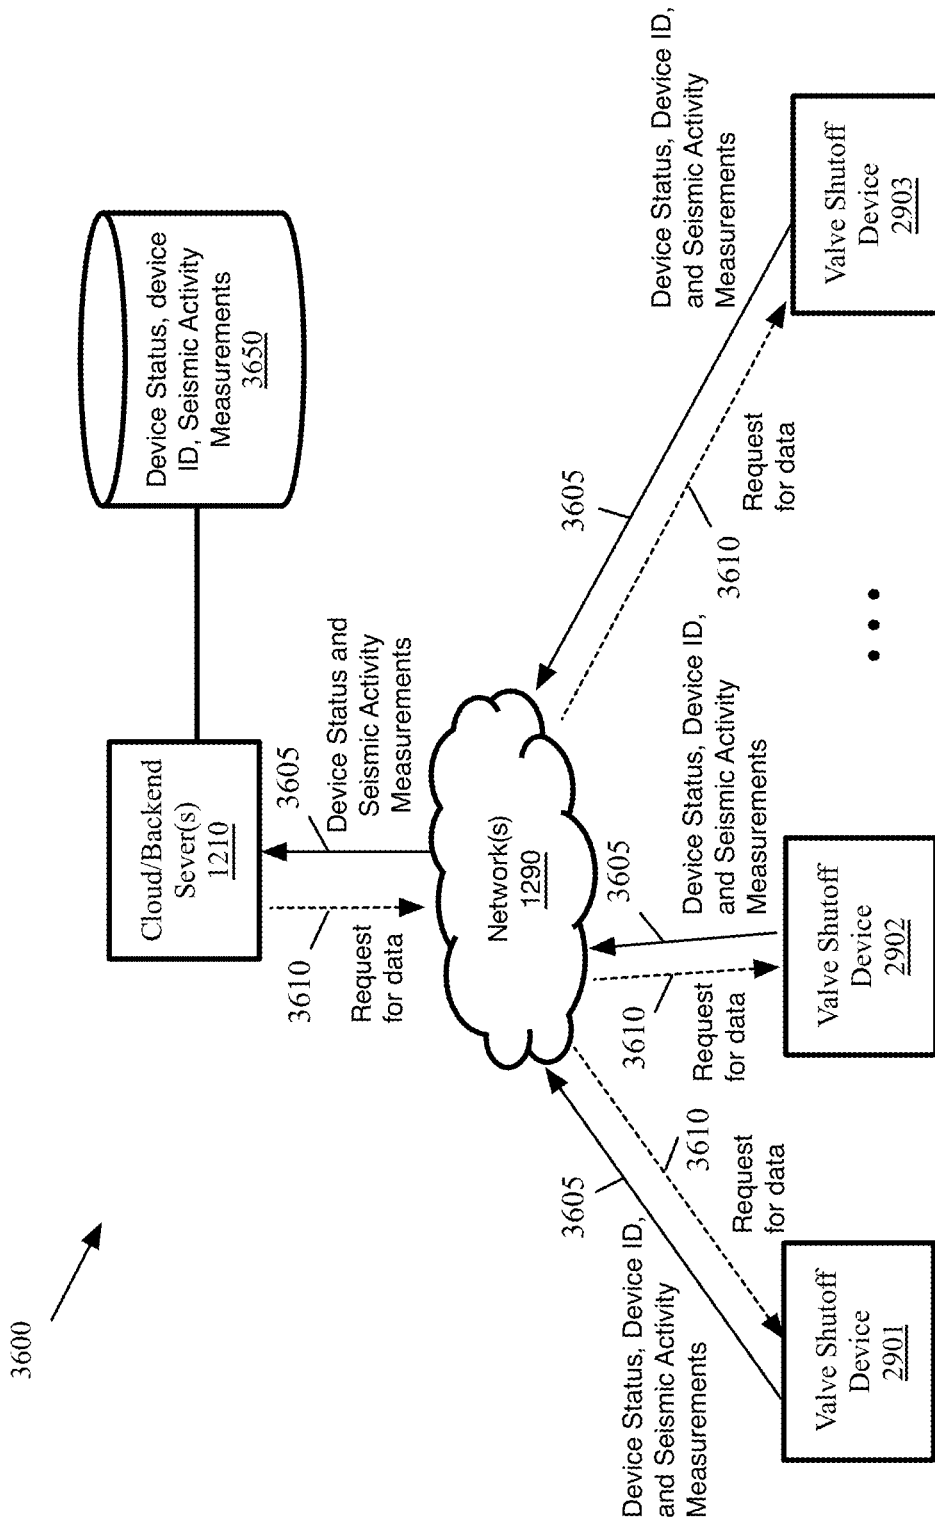 3600
Cloud/Backend
Sever(s)
1210
Device Status, device
ID, Seismic Activity
Measurements
3650
3610
Request
for data
3605
Device Status and
Seismic Activity
Measurements
Network(s)
1290
Device Status, Device ID,
and Seismic Activity
Measurements
3605
3610
Request
for data
3610
Request
for data
3605
Device Status, Device ID,
and Seismic Activity
Measurements
3605
3610
Request
for data
Device Status, Device ID,
and Seismic Activity
Measurements
Valve Shutoff
Device
2901
Valve Shutoff
Device
2902
Valve Shutoff
Device
2903